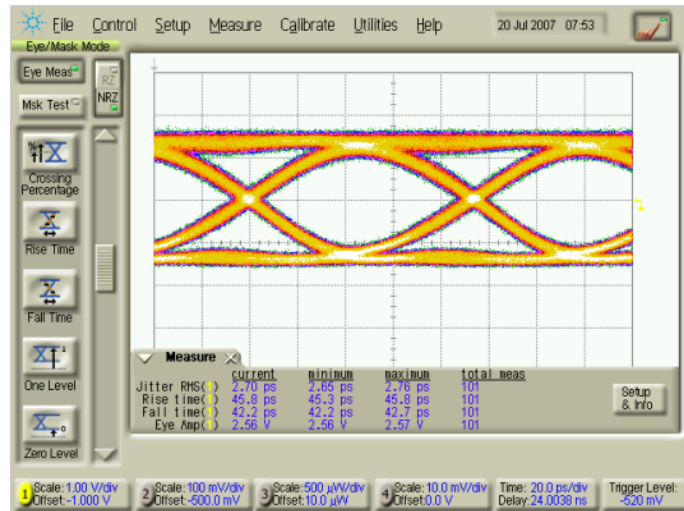 File Control Setup Measure Calibrate Utilities Help 20 Jul 2007 07:53
Eye/Mask Mode
Eye Meas
RZ
NRZ
Msk Test
Crossing
Percentage
Rise Time
Fall Time
One Level
Zero Level
Measure
current minimum maximum total meas
Jitter RMS(1) 2.70 ps 2.65 ps 2.76 ps 101
Rise time(1) 45.8 ps 45.3 ps 45.8 ps 101
Fall time(1) 42.2 ps 42.2 ps 42.7 ps 101
Eye Amp(1) 2.56 V 2.56 V 2.57 V 101
Setup
& Info
1 Scale:1.00 V/div
Offset:-1.000 V
2 Scale:100 mV/div
Offset:-500.0 mV
3 Scale:500 µW/div
Offset:10.0 µW
4 Scale:10.0 mV/div
Offset:0.0 V
Time:20.0 ps/div
Delay:24.0038 ns
Trigger Level:
-520 mV